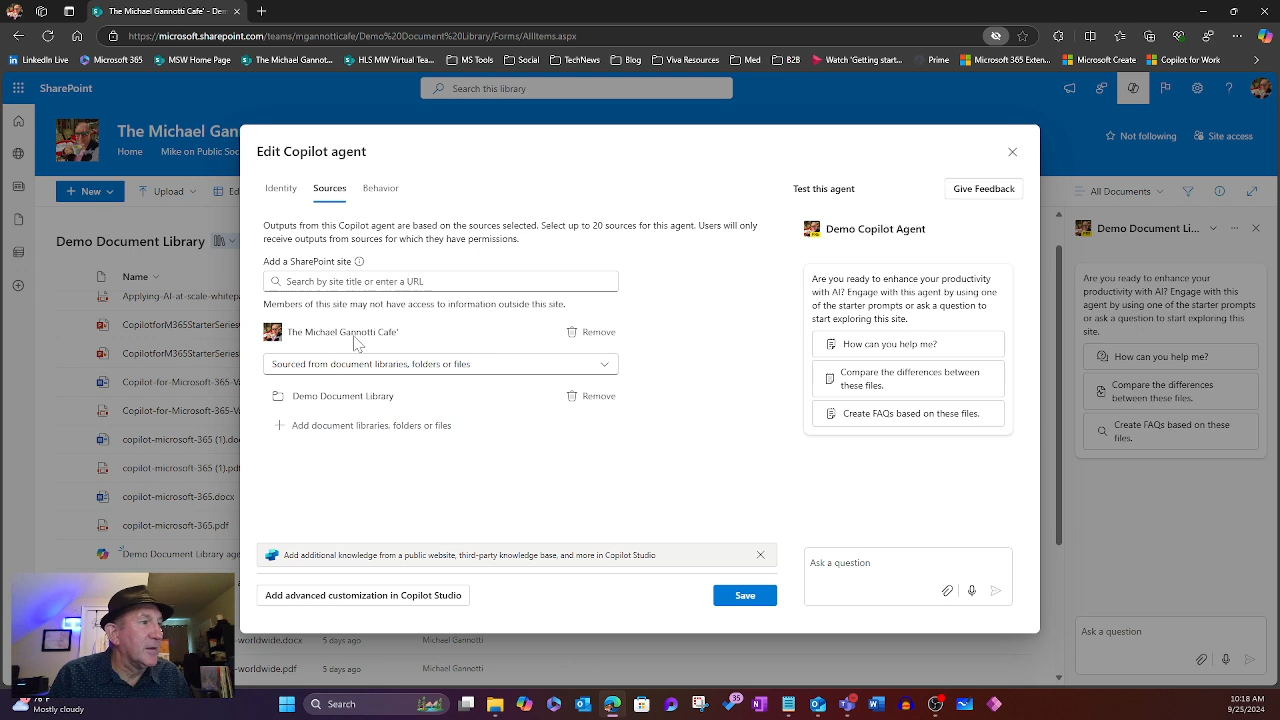 The Michael Gannotti Cafe' - Demo
https://microsoft.sharepoint.com/teams/mgannotticafe/Demo%20Document%20Library/Forms/AllItems.aspx
LinkedIn Live
Microsoft 365
MSW Home Page
The Michael Gannot...
HLI MW Virtual Tea...
MS Tools
Social
TechNews
BGs
Viva Resources
Med
B2B
Watch 'Getting start...
Prime
Microsoft 365 Exten...
Microsoft Create
Copilot for Work
SharePoint
Search this library
The Michael Gan
Home
Mike on Public Soc
Not following
Site access
New
Upload
Ed
All Documents
Demo Document Library
Name
Applying-AI-at-scale-whitepa
CopilotforM365StarterSeries
CopilotforM365StarterSeries
Copilot-for-Microsoft-365-U
Copilot-for-Microsoft-365-U
copilot-microsoft-365 (1).doc
copilot-microsoft-365 (1).pdf
copilot-microsoft-365.docx
copilot-microsoft-365.pdf
Demo Document Library age
-worldwide.docx
5 days ago
Michael Gannotti
-worldwide.pdf
5 days ago
Michael Gannotti
Edit Copilot agent
Identity
Sources
Behavior
Outputs from this Copilot agent are based on the sources selected. Select up to 20 sources for this agent. Users will only
receive outputs from sources for which they have permissions.
Add a SharePoint site
Search by site title or enter a URL
Members of this site may not have access to information outside this site.
The Michael Gannotti Cafe'
Remove
Sourced from document libraries, folders or files
Demo Document Library
Remove
Add document libraries, folders or files
Add additional knowledge from a public website, third-party knowledge base, and more in Copilot Studio
Add advanced customization in Copilot Studio
Save
Test this agent
Give Feedback
Demo Copilot Agent
Are you ready to enhance your productivity
with AI? Engage with this agent by using one
of the starter prompts or ask a question to
start exploring this site.
How can you help me?
Compare the differences between
these files.
Create FAQs based on these files.
Ask a question
Demo Document Li...
Are you ready to enhance your
productivity with AI? Engage with
this agent by using one of the
starter prompts or ask a question
to start exploring this site.
How can you help me?
Compare the differences
between these files.
Create FAQs based on these
files.
Ask a question
76°F
Mostly cloudy
Search
35
10:18 AM
9/25/2024